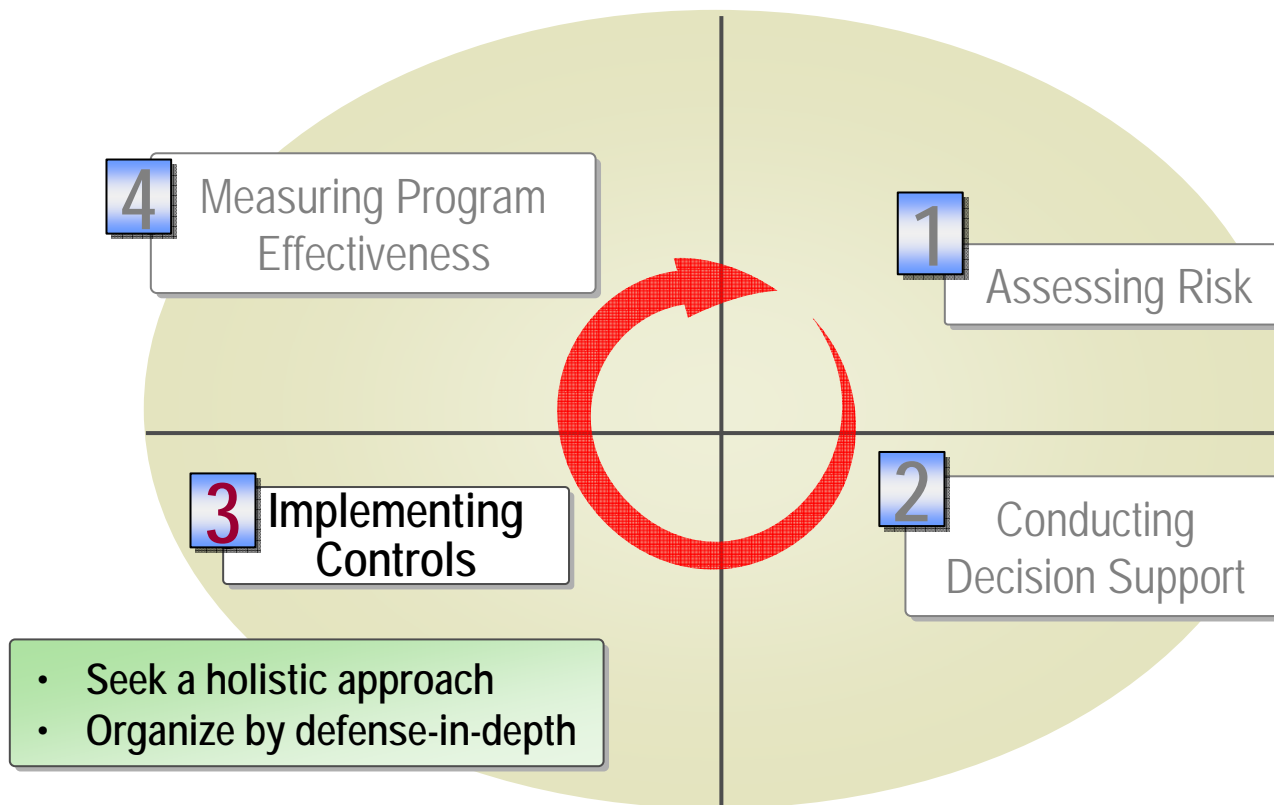 4
Measuring Program
Effectiveness
1
Assessing Risk
3
Implementing
Controls
2
Conducting
Decision Support
• Seek a holistic approach
• Organize by defense-in-depth